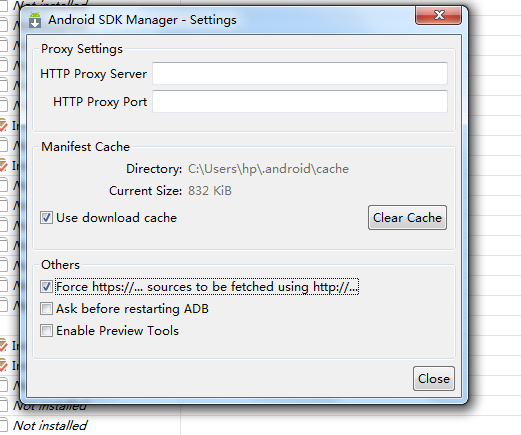 Not installed
Android SDK Manager - Settings
Proxy Settings
HTTP Proxy Server
HTTP Proxy Port
Manifest Cache
Directory: C:\Users\hp\.android\cache
Current Size: 832 KiB
Use download cache
Clear Cache
Others
Force https://... sources to be fetched using http://...
Ask before restarting ADB
Enable Preview Tools
Close
Not installed
Not installed